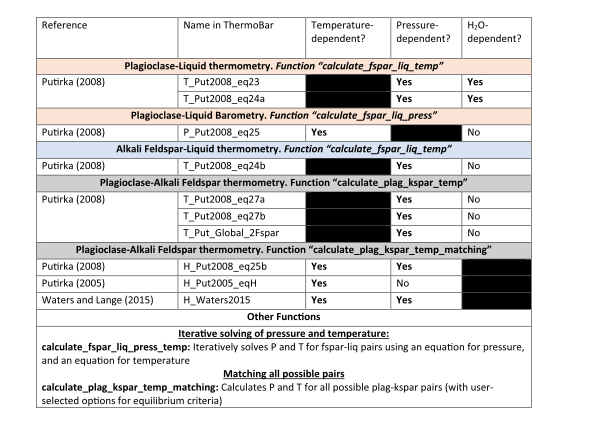 Reference Name in ThermoBar Temperature- Pressure- H₂O-
dependent? dependent? dependent?
Plagioclase-Liquid thermometry. Function “calculate_fspar_liq_temp”
Putirka (2008) T_Put2008_eq23 Yes Yes
T_Put2008_eq24a Yes Yes
Plagioclase-Liquid Barometry. Function “calculate_fspar_liq_press”
Putirka (2008) P_Put2008_eq25 Yes No
Alkali Feldspar-Liquid thermometry. Function “calculate_fspar_liq_temp”
Putirka (2008) T_Put2008_eq24b Yes No
Plagioclase-Alkali Feldspar thermometry. Function “calculate_plag_kspar_temp”
Putirka (2008) T_Put2008_eq27a Yes No
T_Put2008_eq27b Yes No
T_Put_Global_2Fspar Yes No
Plagioclase-Alkali Feldspar thermometry. Function “calculate_plag_kspar_temp_matching”
Putirka (2008) H_Put2008_eq25b Yes Yes
Putirka (2005) H_Put2005_eqH Yes No
Waters and Lange (2015) H_Waters2015 Yes Yes
Other Functions
Iterative solving of pressure and temperature:
calculate_fspar_liq_press_temp: Iteratively solves P and T for fspar-liq pairs using an equation for pressure,
and an equation for temperature
Matching all possible pairs
calculate_plag_kspar_temp_matching: Calculates P and T for all possible plag-kspar pairs (with user-
selected options for equilibrium criteria)